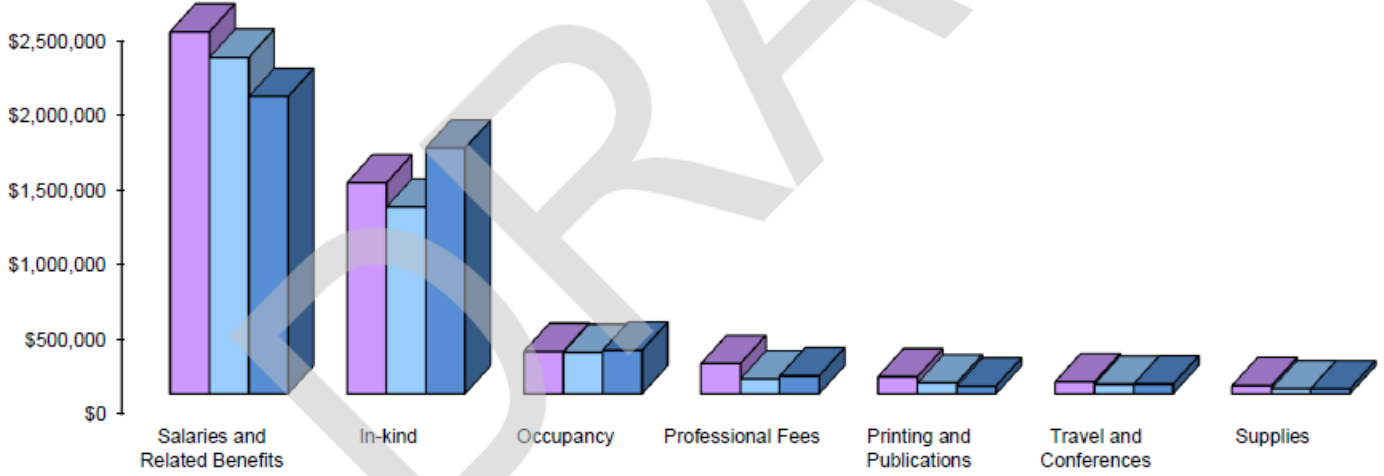 $2,500,000
$2,000,000
$1,500,000
$1,000,000
$500,000
$0
Salaries and
Related Benefits
In-kind
Occupancy
Professional Fees
Printing and
Publications
Travel and
Conferences
Supplies
DRA